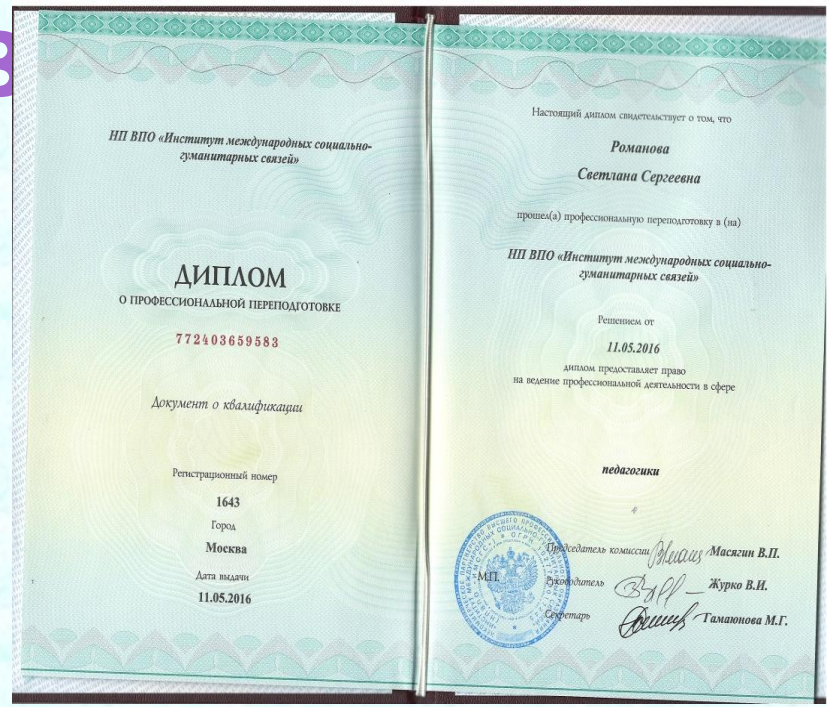 НП ВПО «Институт международных социально-
гуманитарных связей»
ДИПЛОМ
О ПРОФЕССИОНАЛЬНОЙ ПЕРЕПОДГОТОВКЕ
772403659583
Документ о квалификации
Регистрационный номер
1643
Город
Москва
Дата выдачи
11.05.2016
Настоящий диплом свидетельствует о том, что
Романова
Светлана Сергеевна
прошел(а) профессиональную переподготовку в (на)
НП ВПО «Институт международных социально-
гуманитарных связей»
Решением от
11.05.2016
диплом предоставляет право
на ведение профессиональной деятельности в сфере
педагогики
Председатель комиссии Масягин В.П.
М.П.
Руководитель Журко В.И.
Секретарь Гамаюнова М.Г.